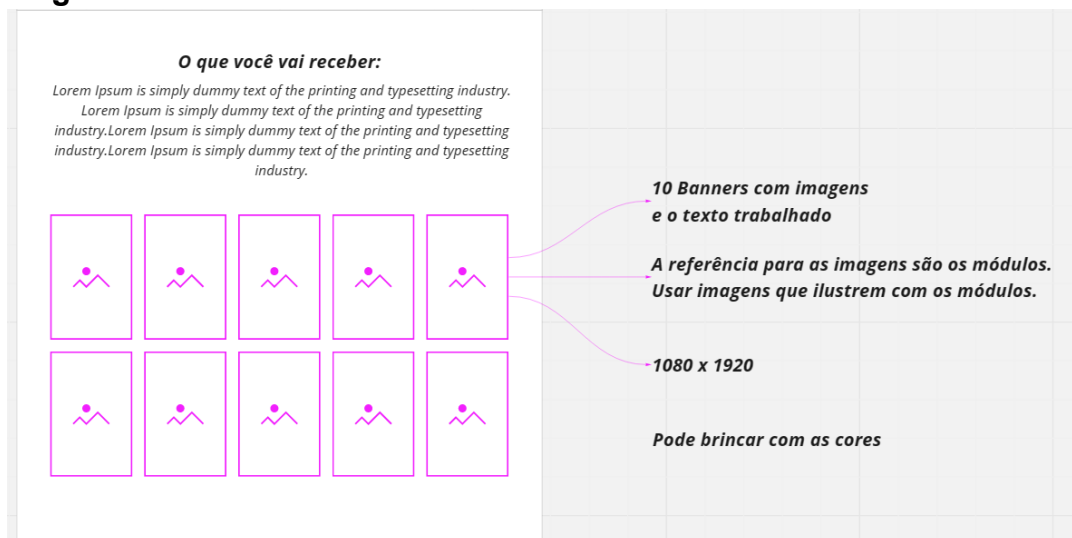 O que você vai receber:
Lorem Ipsum is simply dummy text of the printing and typesetting industry.
Lorem Ipsum is simply dummy text of the printing and typesetting
industry.Lorem Ipsum is simply dummy text of the printing and typesetting
industry.Lorem Ipsum is simply dummy text of the printing and typesetting
industry.
10 Banners com imagens
e o texto trabalhado
A referência para as imagens são os módulos.
Usar imagens que ilustrem com os módulos.
1080 x 1920
Pode brincar com as cores